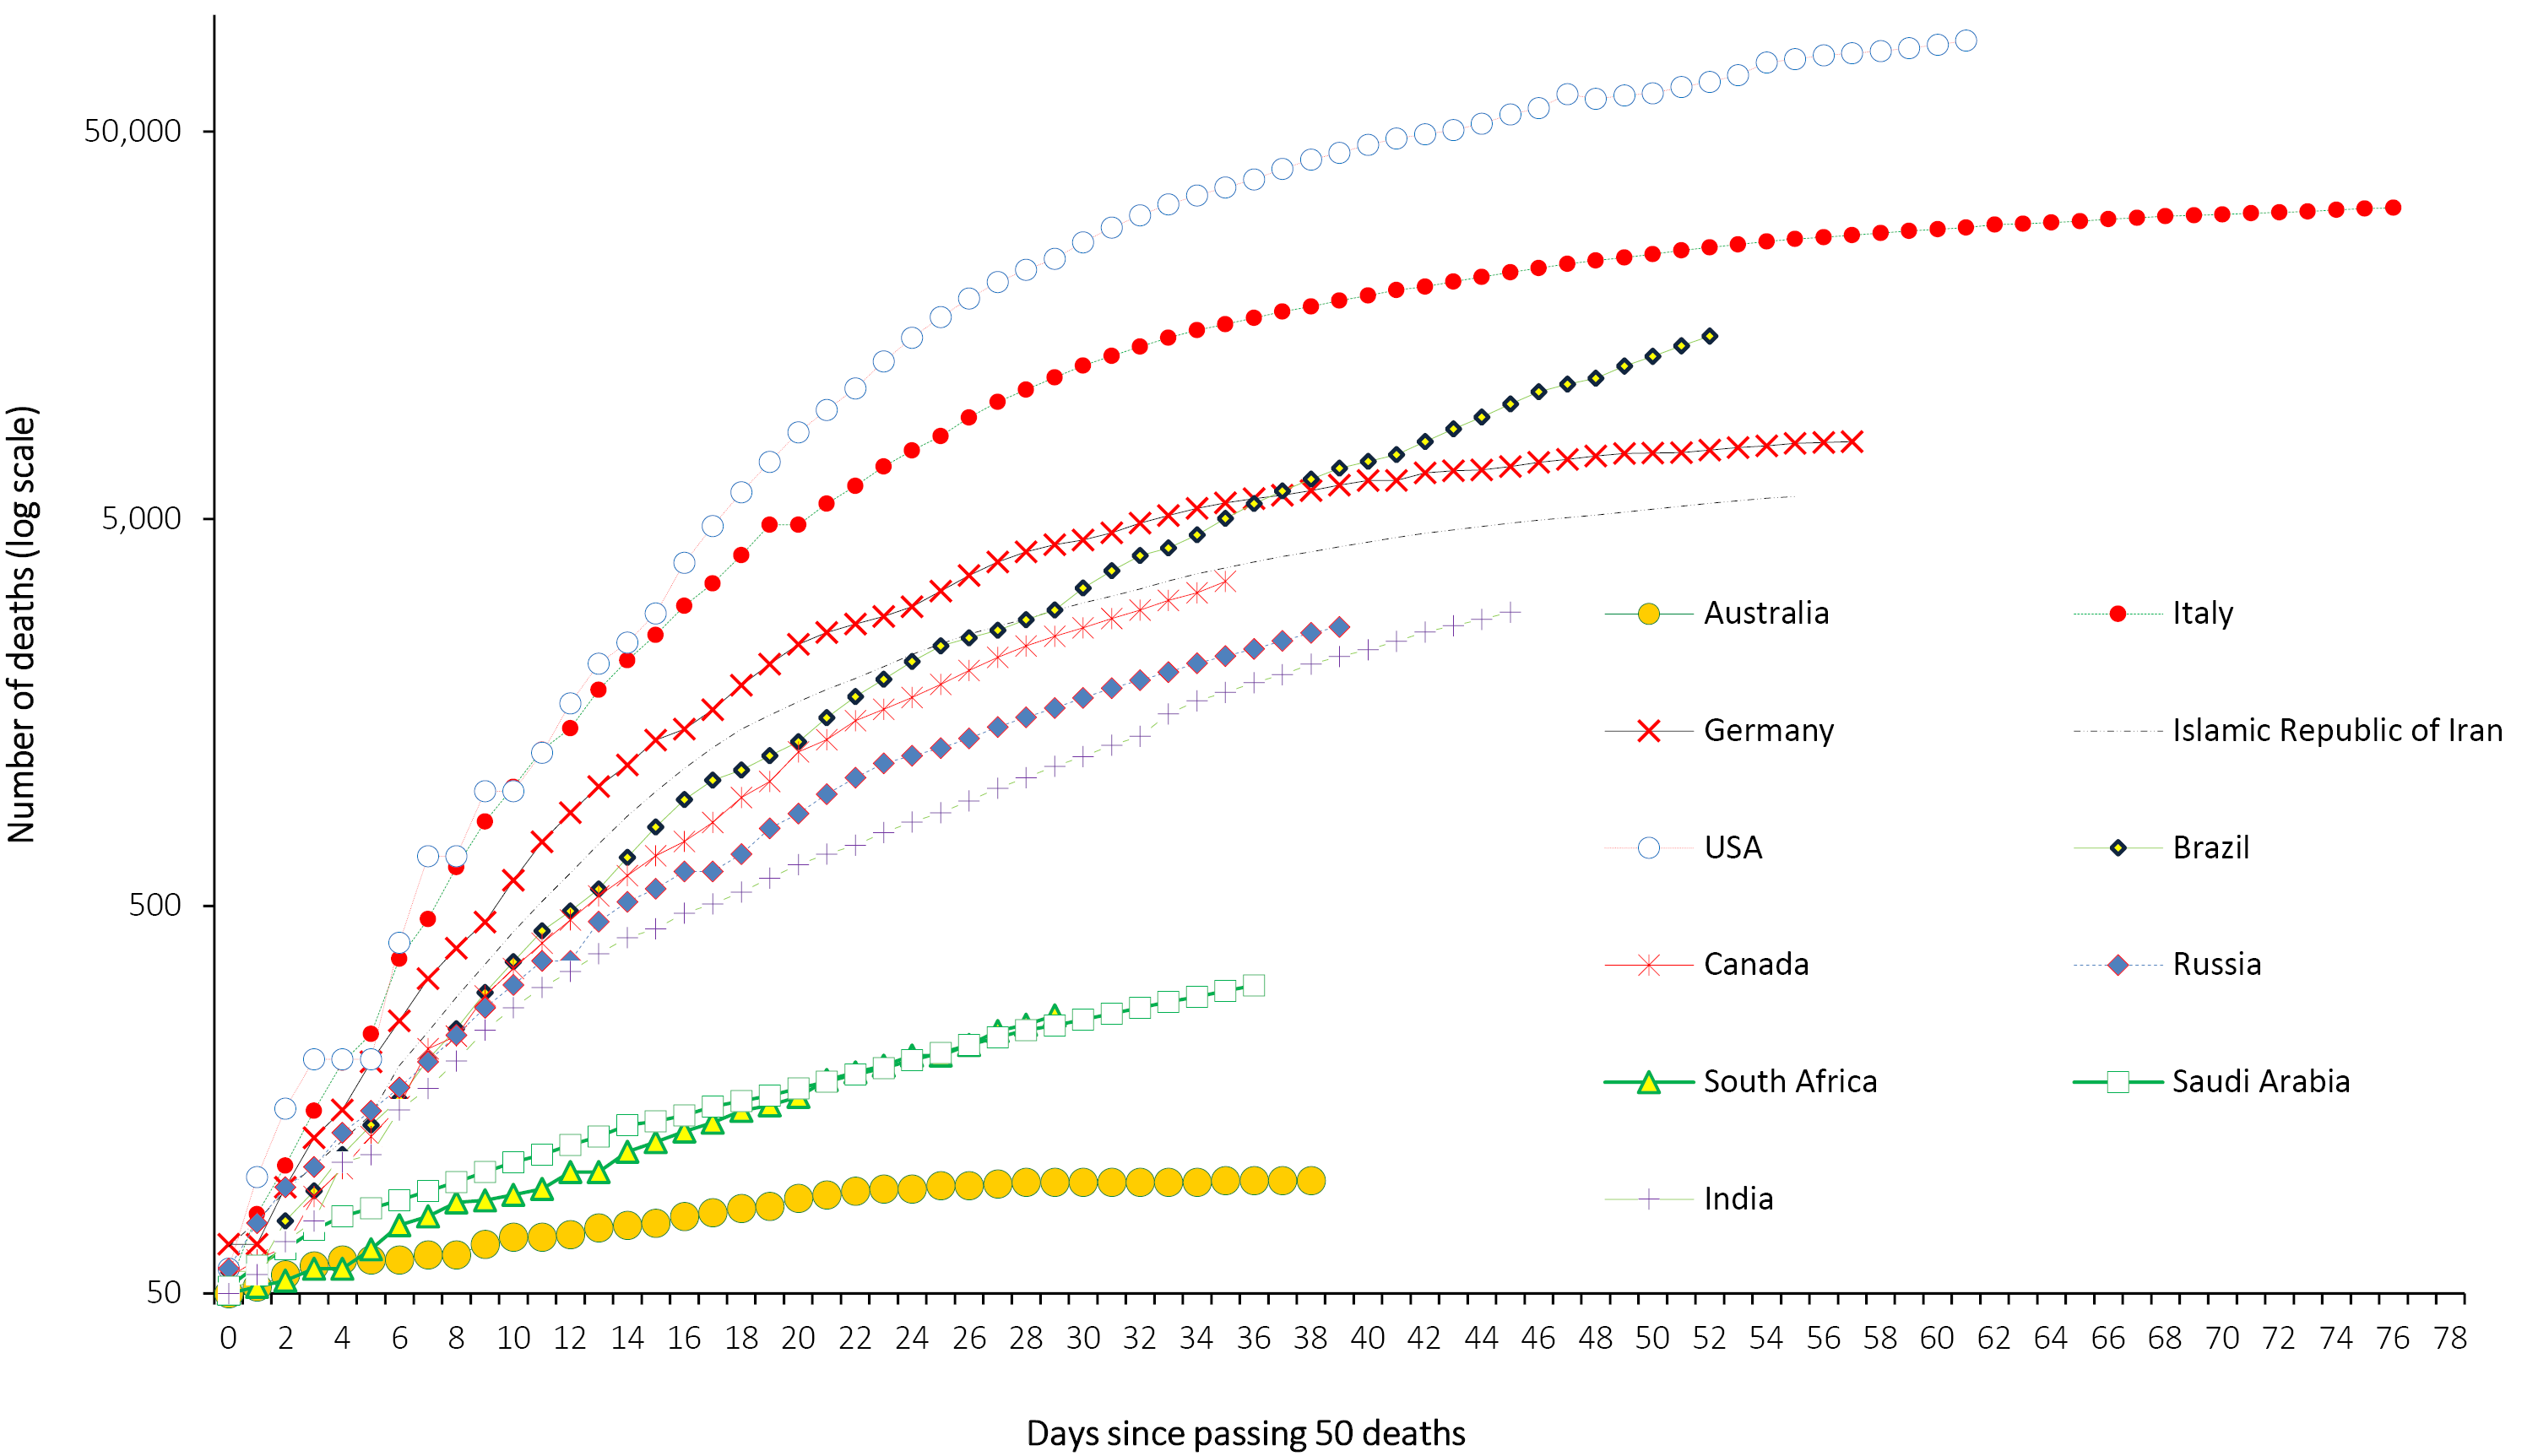 50,000
5,000
500
50
Number of deaths (log scale)
0 2 4 6 8 10 12 14 16 18 20 22 24 26 28 30 32 34 36 38 40 42 44 46 48 50 52 54 56 58 60 62 64 66 68 70 72 74 76 78
Days since passing 50 deaths
Australia
Italy
Germany
Islamic Republic of Iran
USA
Brazil
Canada
Russia
South Africa
Saudi Arabia
India